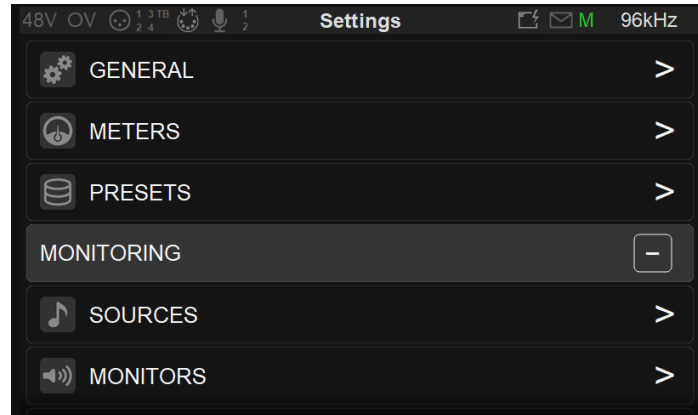 48V OV 1 3 TB 2 4 1 2 Settings M 96kHz
GENERAL >
METERS >
PRESETS >
MONITORING −
SOURCES >
MONITORS >